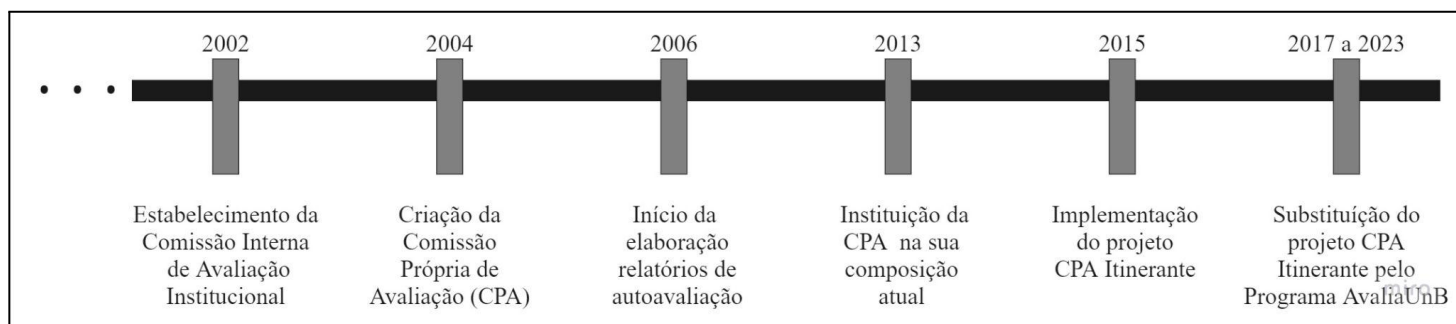 2002
2004
2006
2013
2015
2017 a 2023
Estabelecimento da
Comissão Interna
de Avaliação
Institucional
Criação da
Comissão
Própria de
Avaliação (CPA)
Início da
elaboração
relatórios de
autoavaliação
Instituição da
CPA na sua
composição
atual
Implementação
do projeto
CPA Itinerante
Substituíção do
projeto CPA
Itinerante pelo
Programa AvaliaUnB
miro